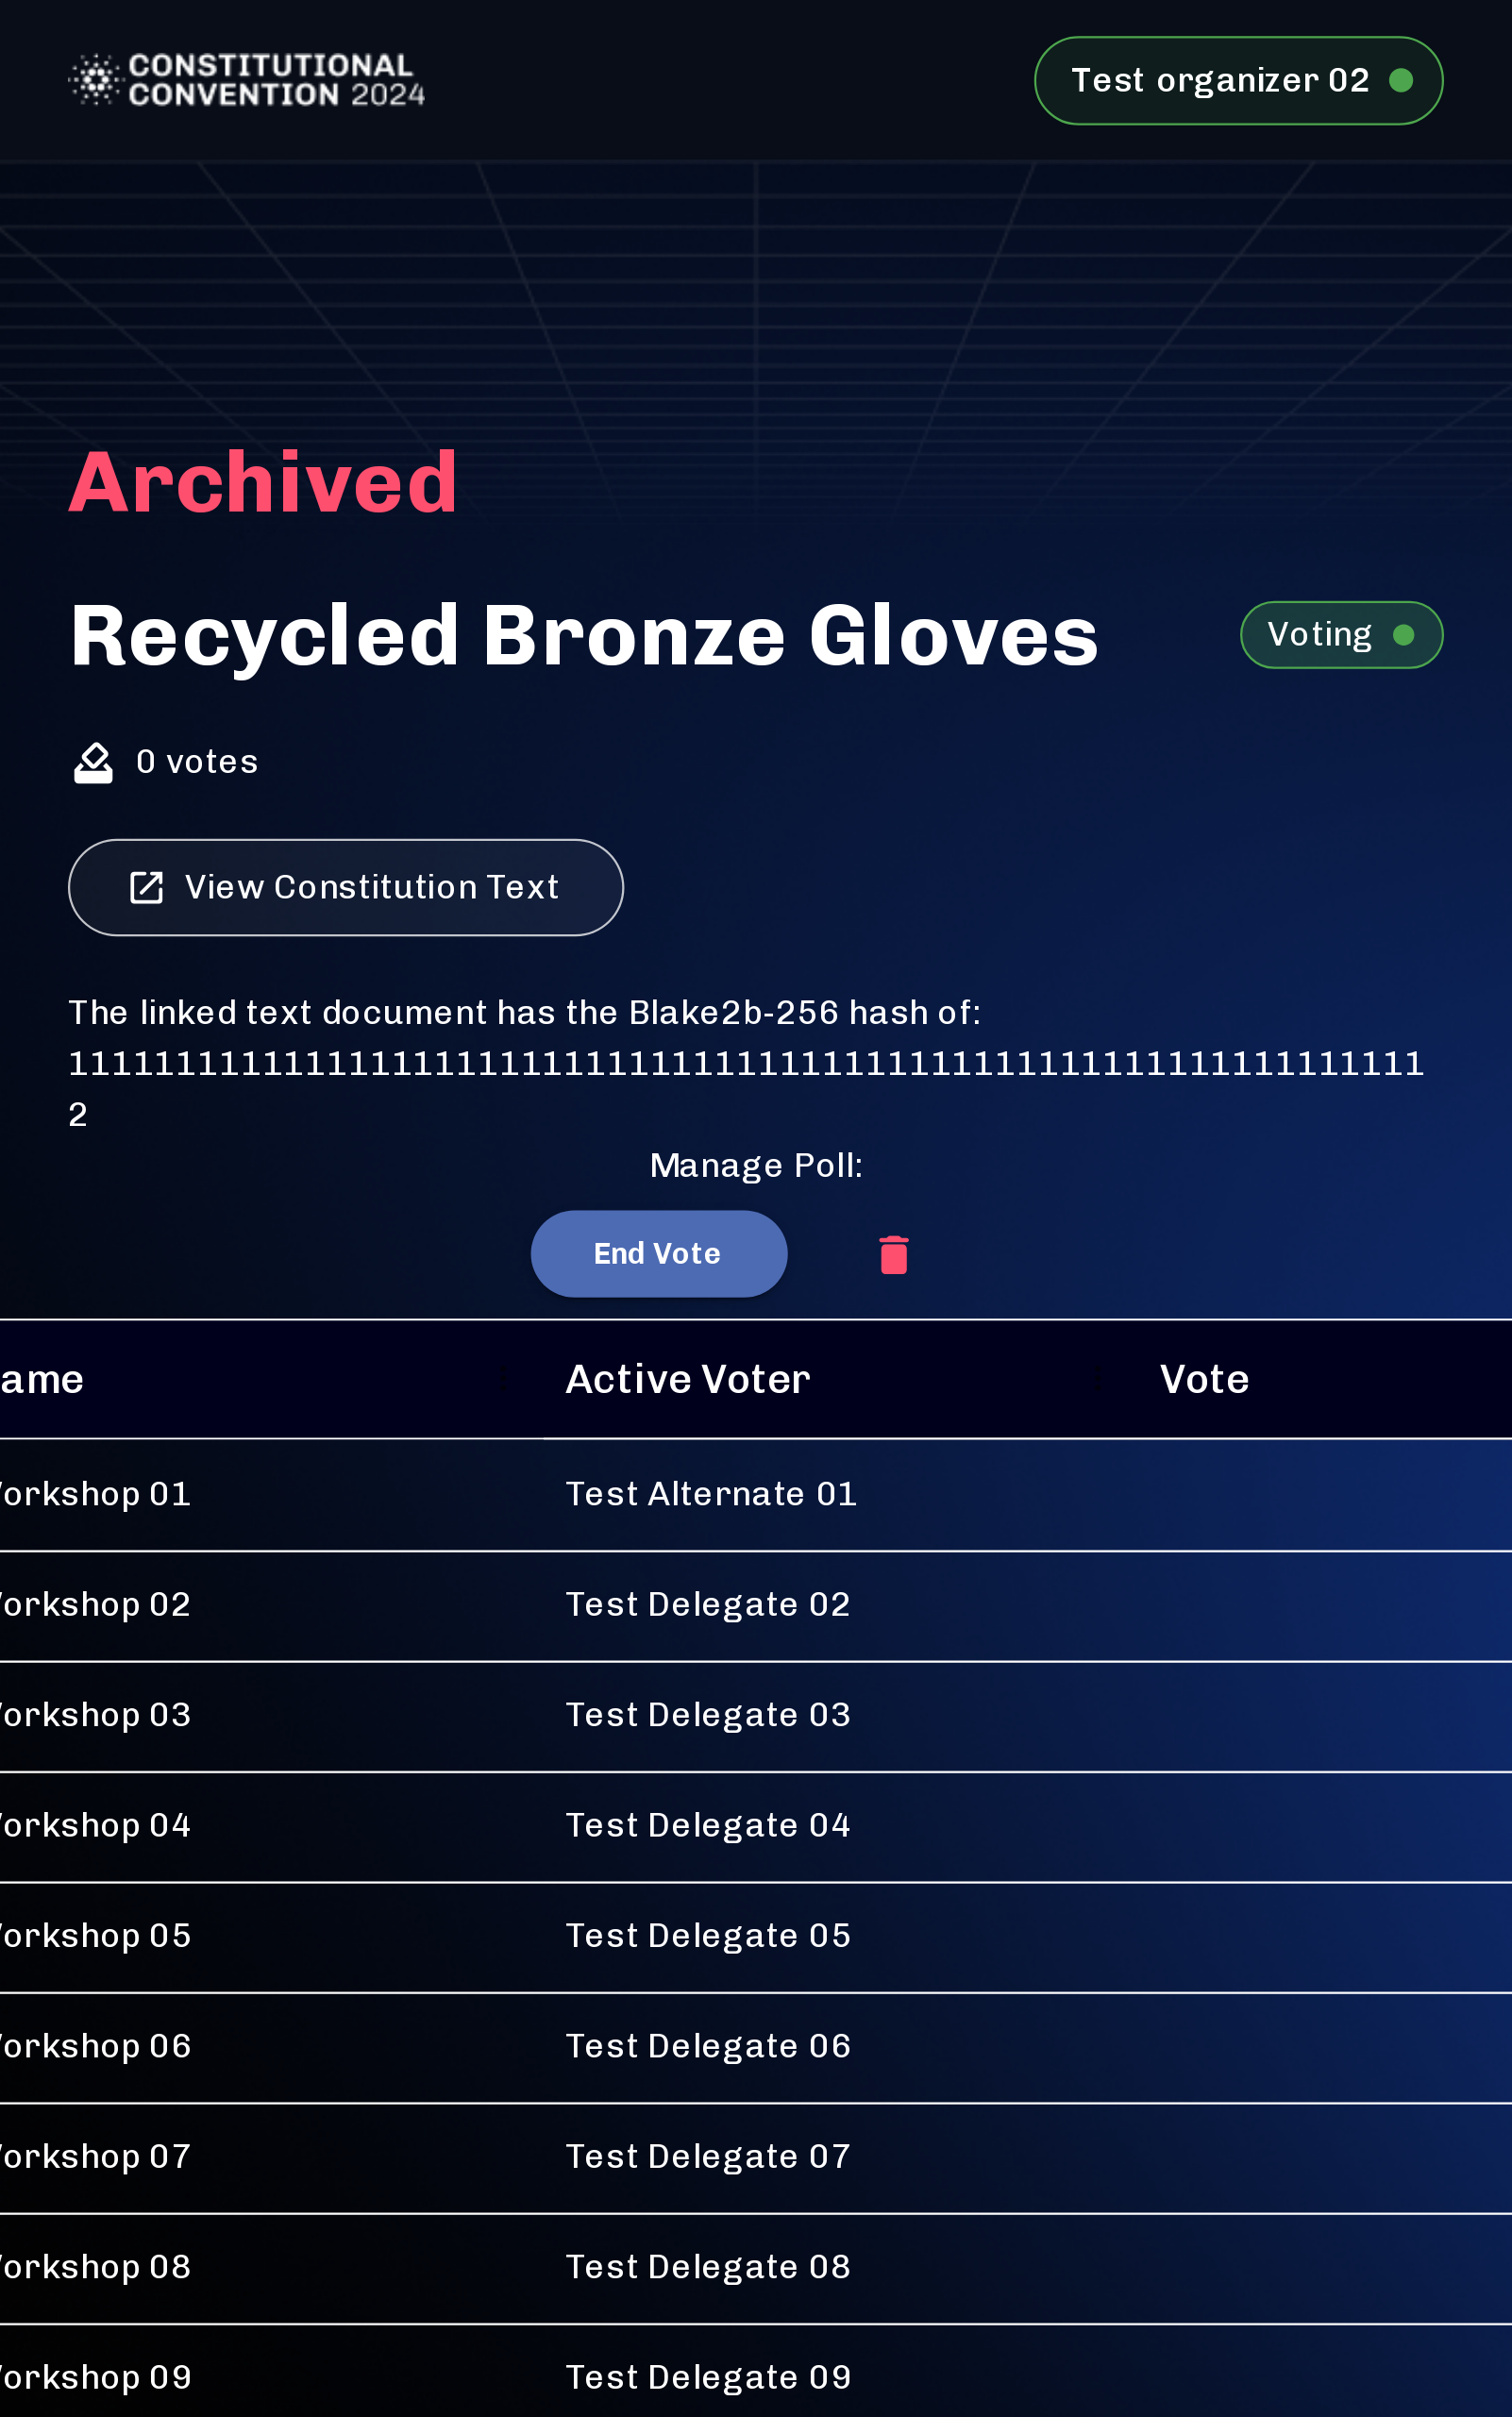 CONSTITUTIONAL
CONVENTION 2024
Test organizer 02
Archived
Recycled Bronze Gloves
Voting
0 votes
View Constitution Text
The linked text document has the Blake2b-256 hash of:
111111111111111111111111111111111111111111111111111111111111111
2
Manage Poll:
End Vote
ame Active Voter Vote
orkshop 01 Test Alternate 01
orkshop 02 Test Delegate 02
orkshop 03 Test Delegate 03
orkshop 04 Test Delegate 04
orkshop 05 Test Delegate 05
orkshop 06 Test Delegate 06
orkshop 07 Test Delegate 07
orkshop 08 Test Delegate 08
orkshop 09 Test Delegate 09